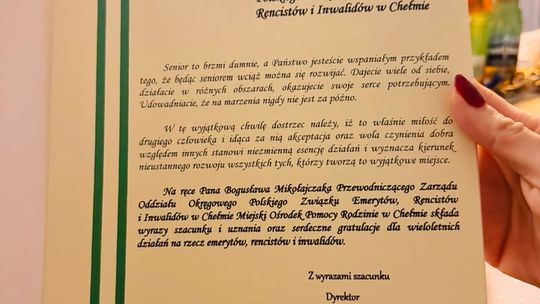 Rencistów i Inwalidów w Chełmie
Senior to brzmi dumnie, a Państwo jesteście wspaniałym przykładem
tego, że będąc seniorem wciąż można się rozwijać. Dajecie wiele od siebie,
działacie w różnych obszarach, okazujecie swoje serce potrzebującym.
Udowadniacie, że na marzenia nigdy nie jest za późno.
W tę wyjątkową chwilę dostrzec należy, iż to właśnie miłość do
drugiego człowieka i idąca za nią akceptacja oraz wola czynienia dobra
względem innych stanowi niezmienną esencję działań i wyznacza kierunek
nieustannego rozwoju wszystkich tych, którzy tworzą to wyjątkowe miejsce.
Na ręce Pana Bogusława Mikołajczaka Przewodniczącego Zarządu
Oddziału Okręgowego Polskiego Związku Emerytów, Rencistów
i Inwalidów w Chełmie Miejski Ośrodek Pomocy Rodzinie w Chełmie składa
wyrazy szacunku i uznania oraz serdeczne gratulacje dla wieloletnich
działań na rzecz emerytów, rencistów i inwalidów.
Z wyrazami szacunku
Dyrektor